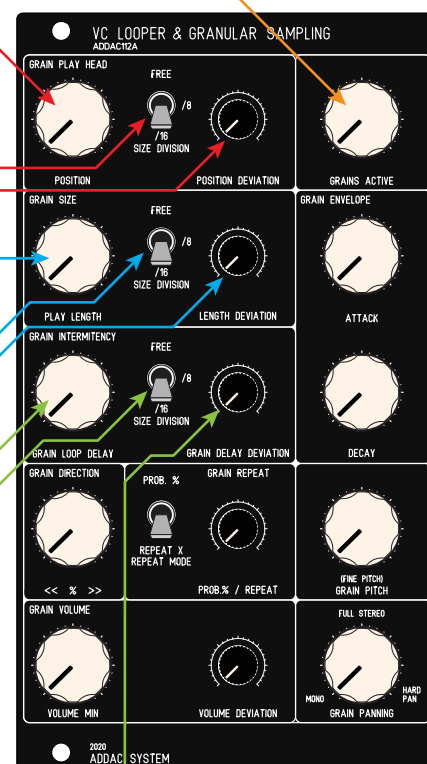 VC LOOPER & GRANULAR SAMPLING
ADDAC112A
GRAIN PLAY HEAD
FREE
/8
/16
SIZE DIVISION
POSITION
POSITION DEVIATION
GRAINS ACTIVE
GRAIN SIZE
FREE
/8
/16
SIZE DIVISION
PLAY LENGTH
LENGTH DEVIATION
GRAIN ENVELOPE
ATTACK
GRAIN INTERMITENCY
FREE
/8
/16
SIZE DIVISION
GRAIN LOOP DELAY
GRAIN DELAY DEVIATION
DECAY
GRAIN DIRECTION
<< % >>
PROB. %
GRAIN REPEAT
REPEAT X
REPEAT MODE
PROB.% / REPEAT
(FINE PITCH)
GRAIN PITCH
GRAIN VOLUME
VOLUME MIN
VOLUME DEVIATION
FULL STEREO
MONO
HARD
PAN
GRAIN PANNING
2020
ADDAC SYSTEM